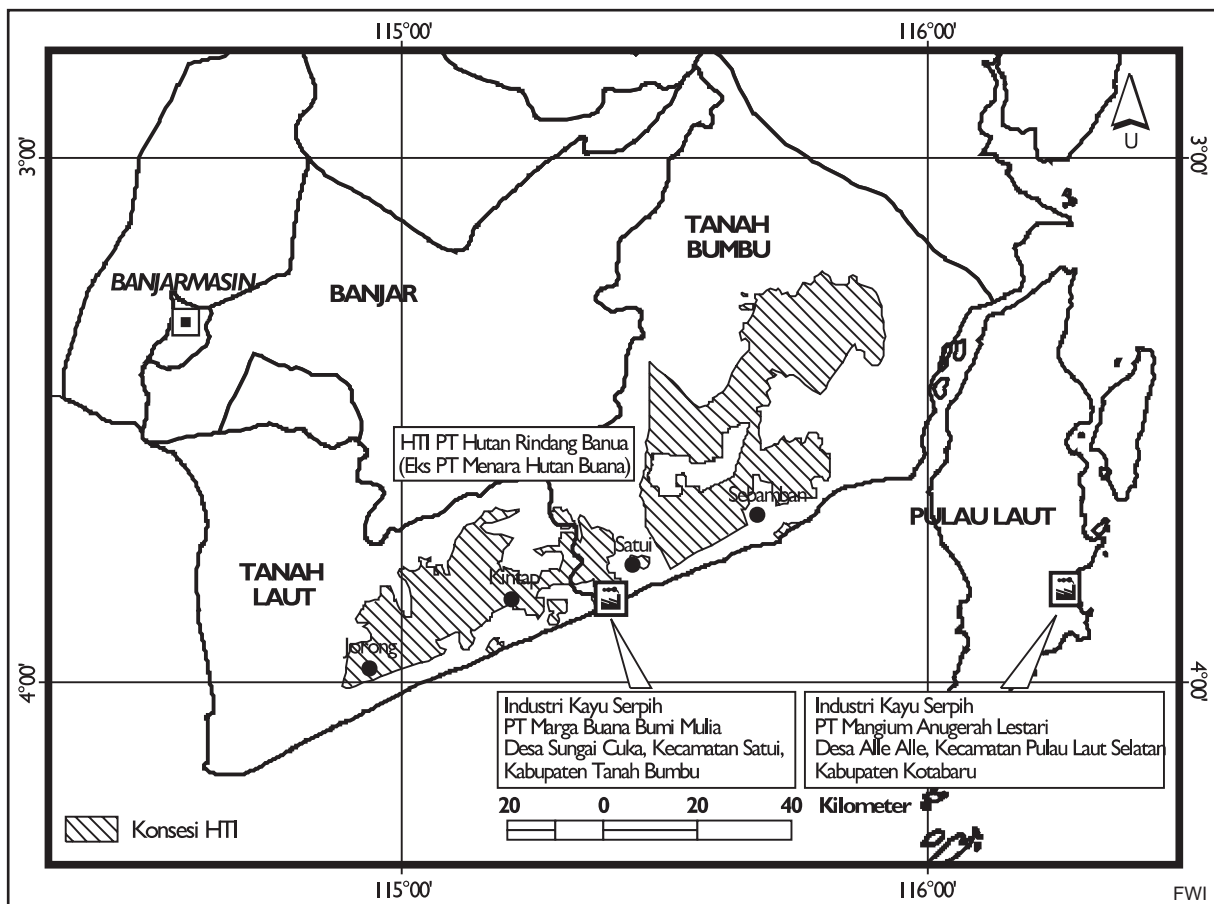 115°00'
116°00'
U
3°00'
3°00'
TANAH
BUMBU
BANJARMASIN
BANJAR
HTI PT Hutan Rindang Banua
(Eks PT Menara Hutan Buana)
Sebamban
PULAU LAUT
Satui
TANAH
LAUT
Kintap
Jorong
4°00'
4°00'
Industri Kayu Serpih
PT Marga Buana Bumi Mulia
Desa Sungai Cuka, Kecamatan Satui,
Kabupaten Tanah Bumbu
Industri Kayu Serpih
PT Mangium Anugerah Lestari
Desa Alle Alle, Kecamatan Pulau Laut Selatan
Kabupaten Kotabaru
20 0 20 40 Kilometer
Konsesi HTI
115°00'
116°00'
FWI